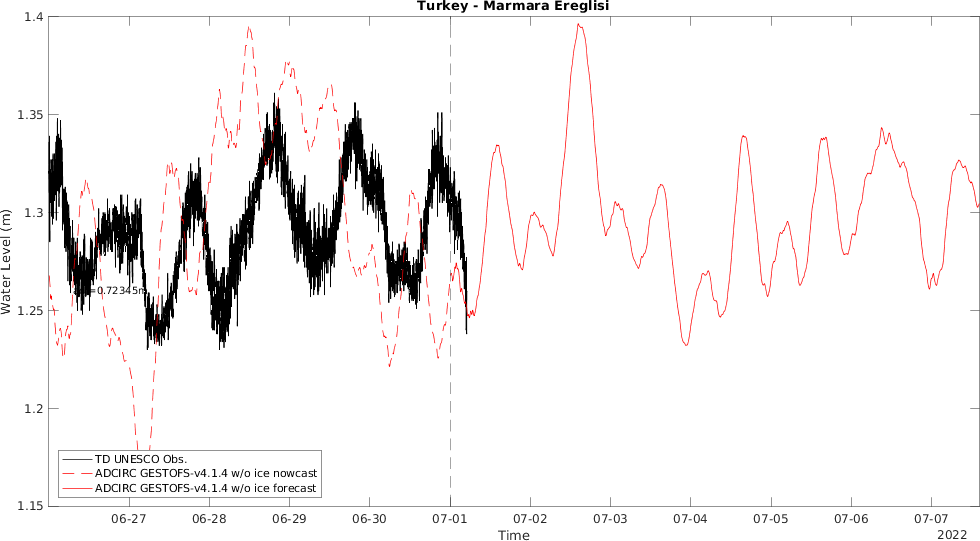 Turkey - Marmara Ereglisi
1.4
1.35
1.3
1.25
1.2
1.15
Water Level (m)
=0.72345m
TD UNESCO Obs.
ADCIRC GESTOFS-v4.1.4 w/o ice nowcast
ADCIRC GESTOFS-v4.1.4 w/o ice forecast
06-27
06-28
06-29
06-30
07-01
07-02
07-03
07-04
07-05
07-06
07-07
Time
2022